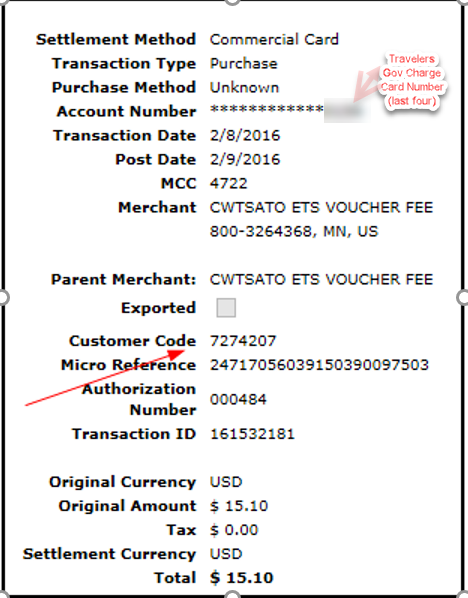 Settlement Method Commercial Card
Transaction Type Purchase
Purchase Method Unknown
Account Number ************
Travelers
Gov Charge
Card Number
(last four)
Transaction Date 2/8/2016
Post Date 2/9/2016
MCC 4722
Merchant CWTSATO ETS VOUCHER FEE
800-3264368, MN, US
Parent Merchant: CWTSATO ETS VOUCHER FEE
Exported
Customer Code 7274207
Micro Reference 24717056039150390097503
Authorization
Number 000484
Transaction ID 161532181
Original Currency USD
Original Amount $ 15.10
Tax $ 0.00
Settlement Currency USD
Total $ 15.10